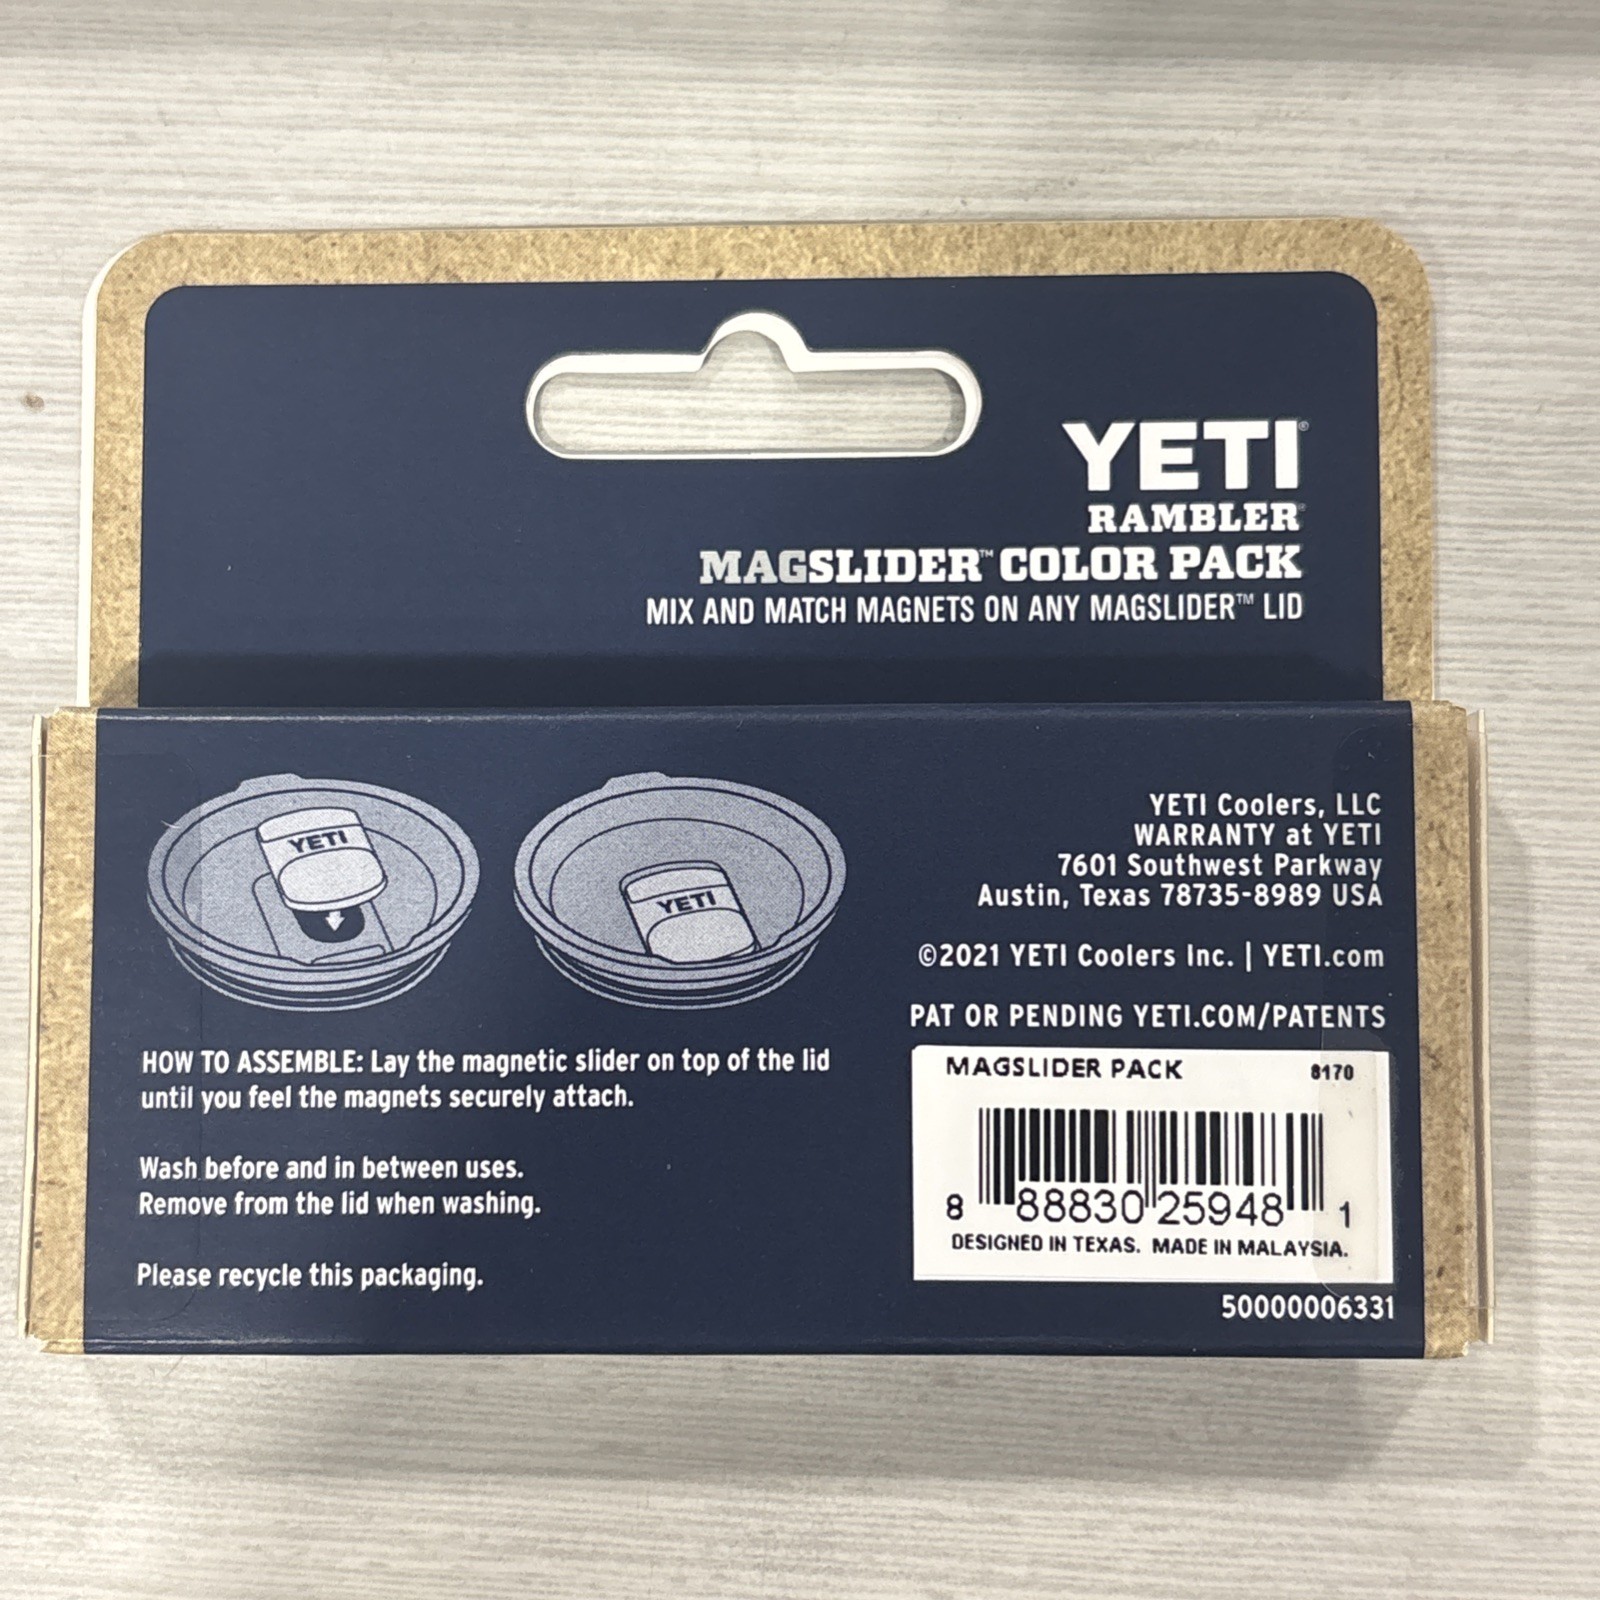 YETI®
RAMBLER
MAGSLIDER™ COLOR PACK
MIX AND MATCH MAGNETS ON ANY MAGSLIDER™ LID
YETI
YETI
HOW TO ASSEMBLE: Lay the magnetic slider on top of the lid
until you feel the magnets securely attach.
Wash before and in between uses.
Remove from the lid when washing.
Please recycle this packaging.
YETI Coolers, LLC
WARRANTY at YETI
7601 Southwest Parkway
Austin, Texas 78735-8989 USA
©2021 YETI Coolers Inc. | YETI.com
PAT OR PENDING YETI.COM/PATENTS
MAGSLIDER PACK 8170
8 88830 25948 1
DESIGNED IN TEXAS. MADE IN MALAYSIA.
50000006331